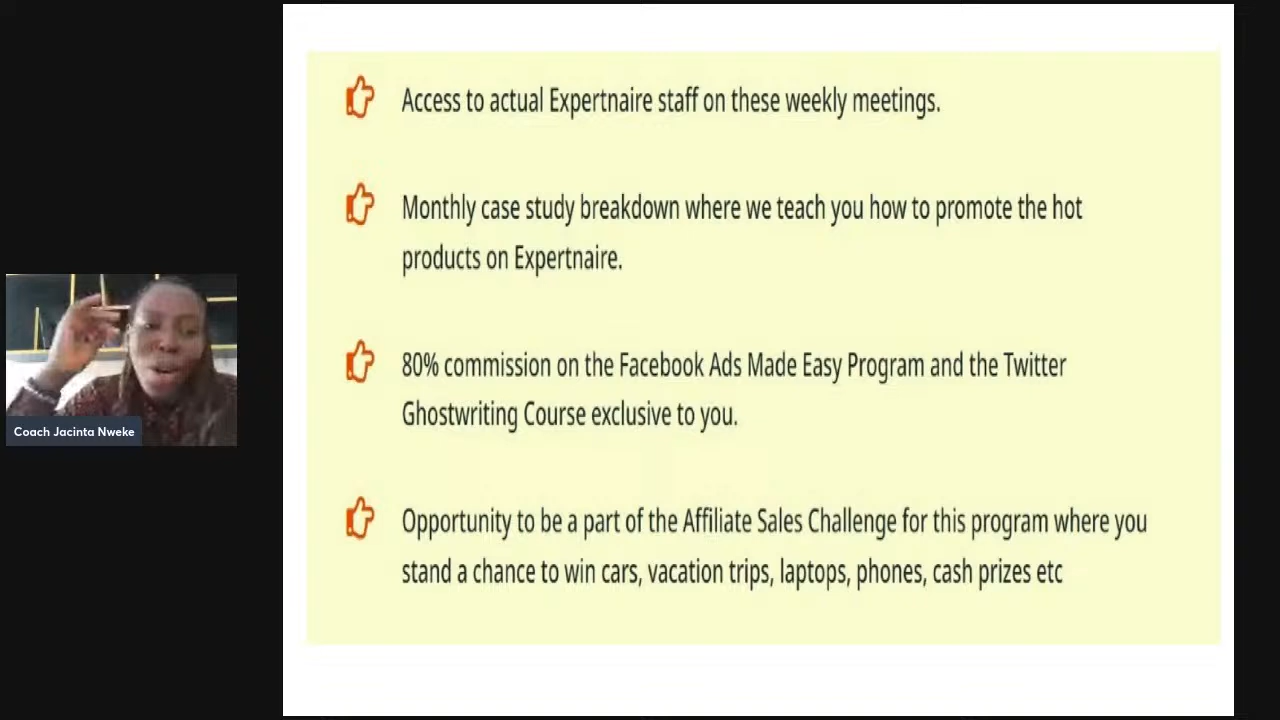 Access to actual Expertnaire staff on these weekly meetings.
Monthly case study breakdown where we teach you how to promote the hot
products on Expertnaire.
80% commission on the Facebook Ads Made Easy Program and the Twitter
Ghostwriting Course exclusive to you.
Opportunity to be a part of the Affiliate Sales Challenge for this program where you
stand a chance to win cars, vacation trips, laptops, phones, cash prizes etc
Coach Jacinta Nweke